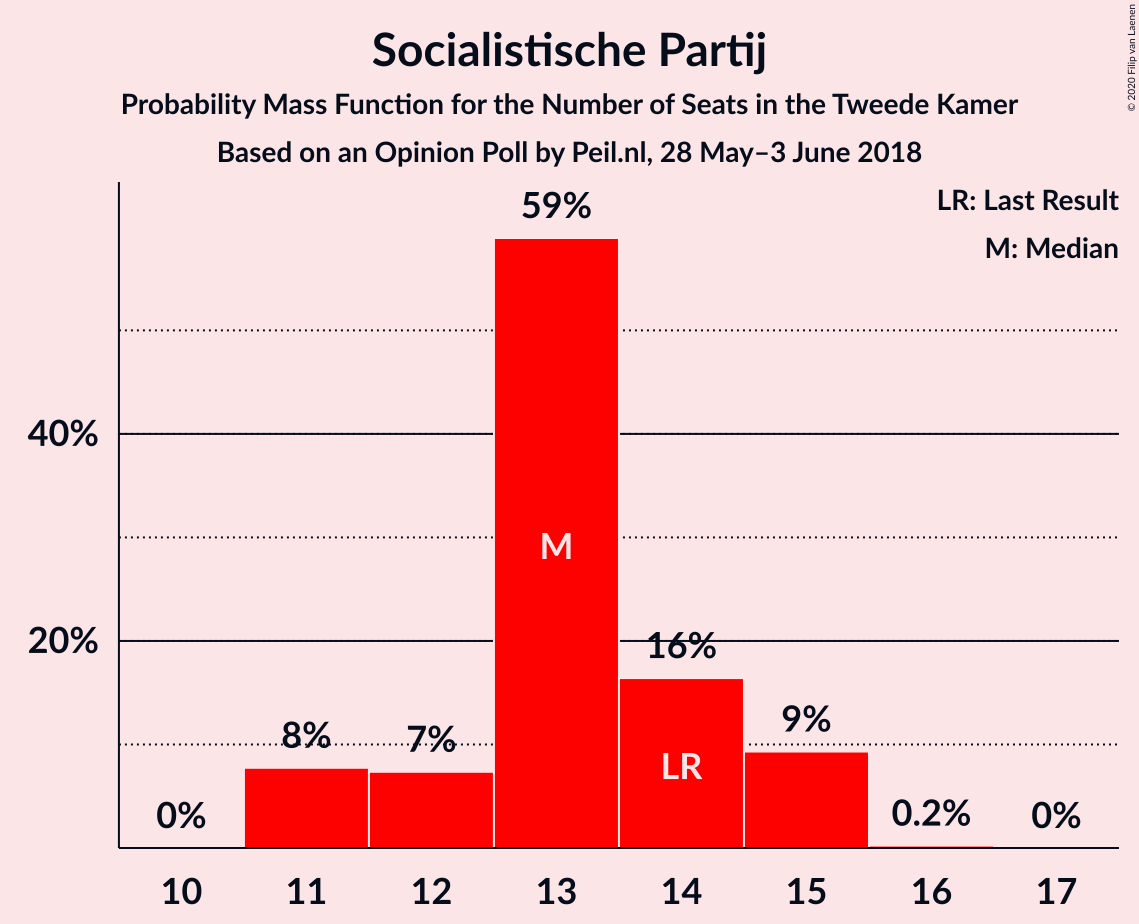 Socialistische Partij
Probability Mass Function for the Number of Seats in the Tweede Kamer
Based on an Opinion Poll by Peil.nl, 28 May–3 June 2018
© 2020 Filip van Laenen
LR: Last Result
M: Median
59%
40%
M
20%
16%
8%
7%
9%
LR
0%
0.2%
0%
10 11 12 13 14 15 16 17